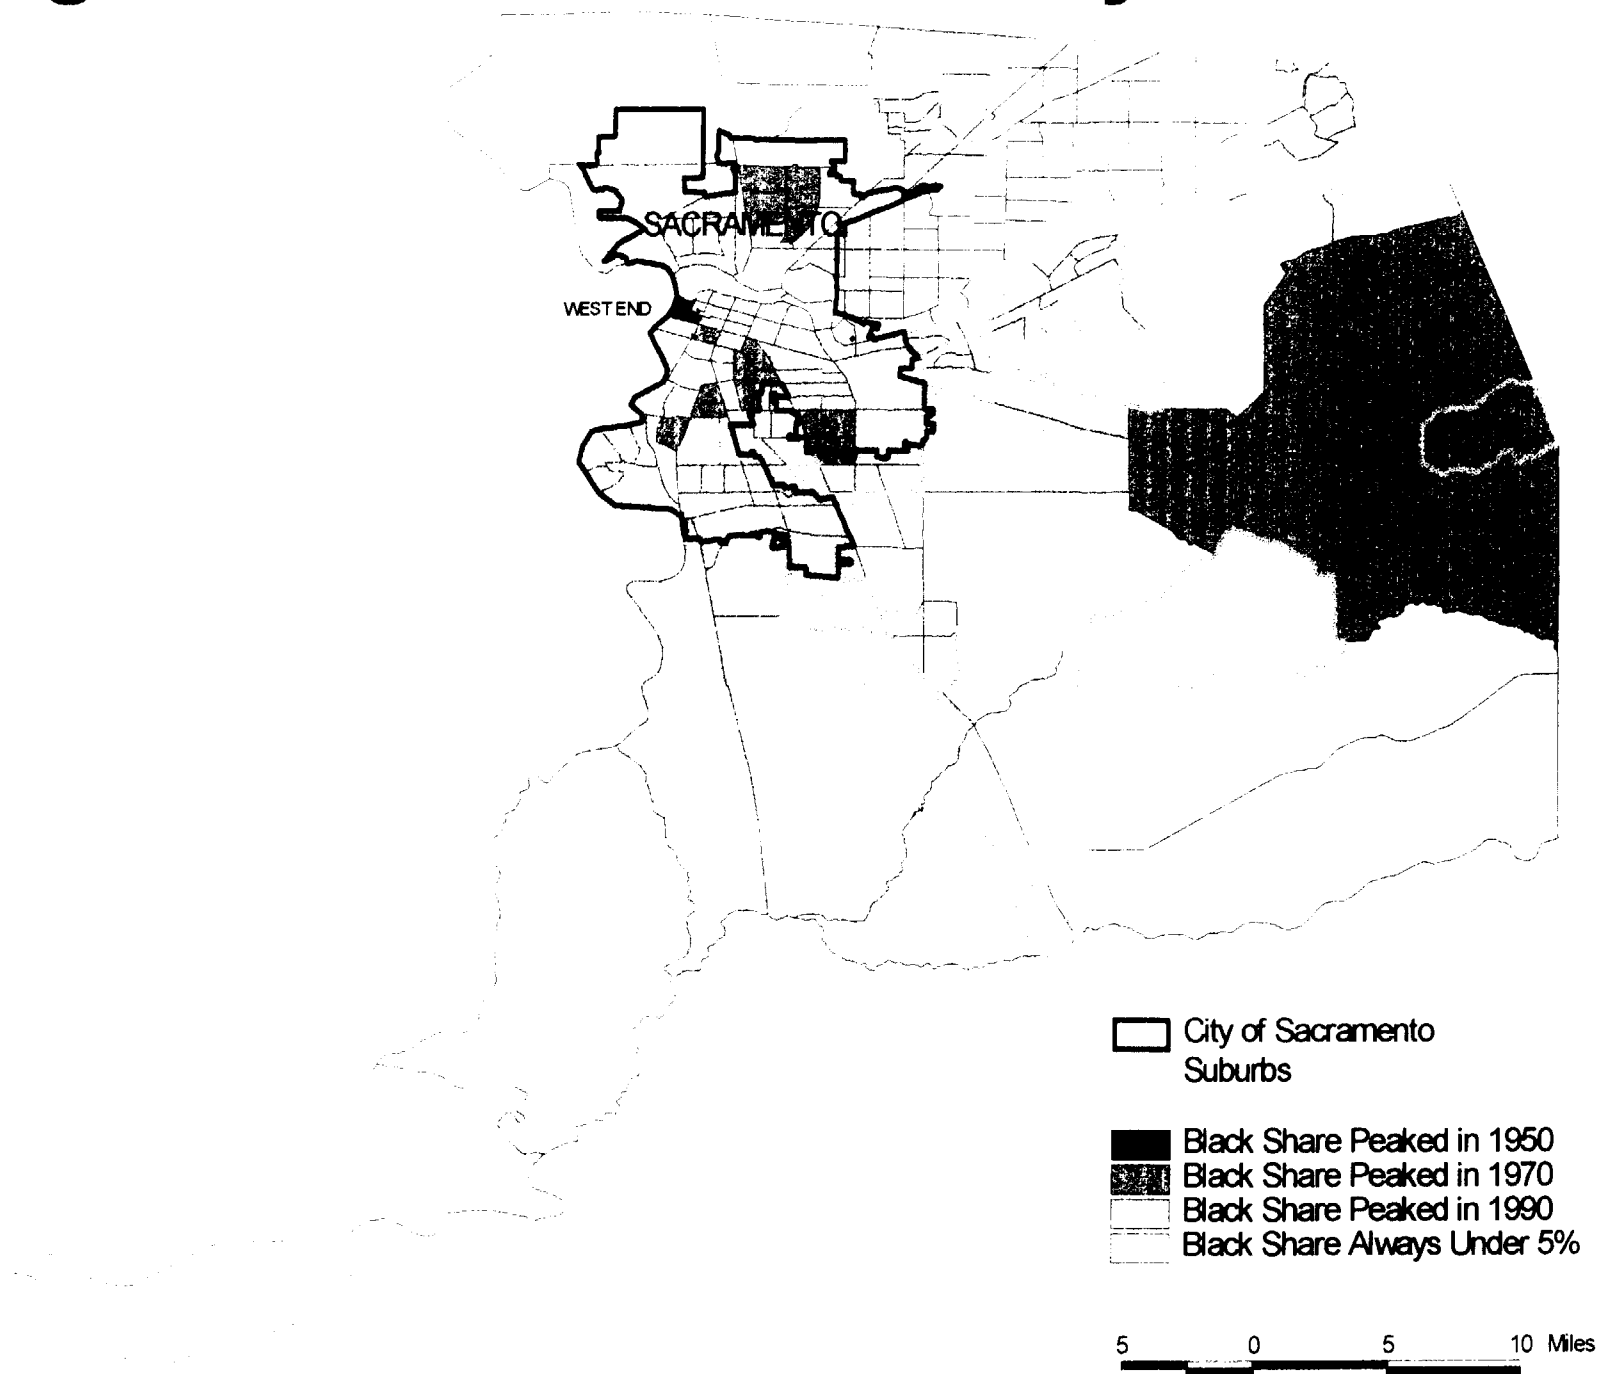 SACRAMENTO
WEST END
City of Sacramento
Suburbs
Black Share Peaked in 1950
Black Share Peaked in 1970
Black Share Peaked in 1990
Black Share Always Under 5%
5 0 5 10 Miles